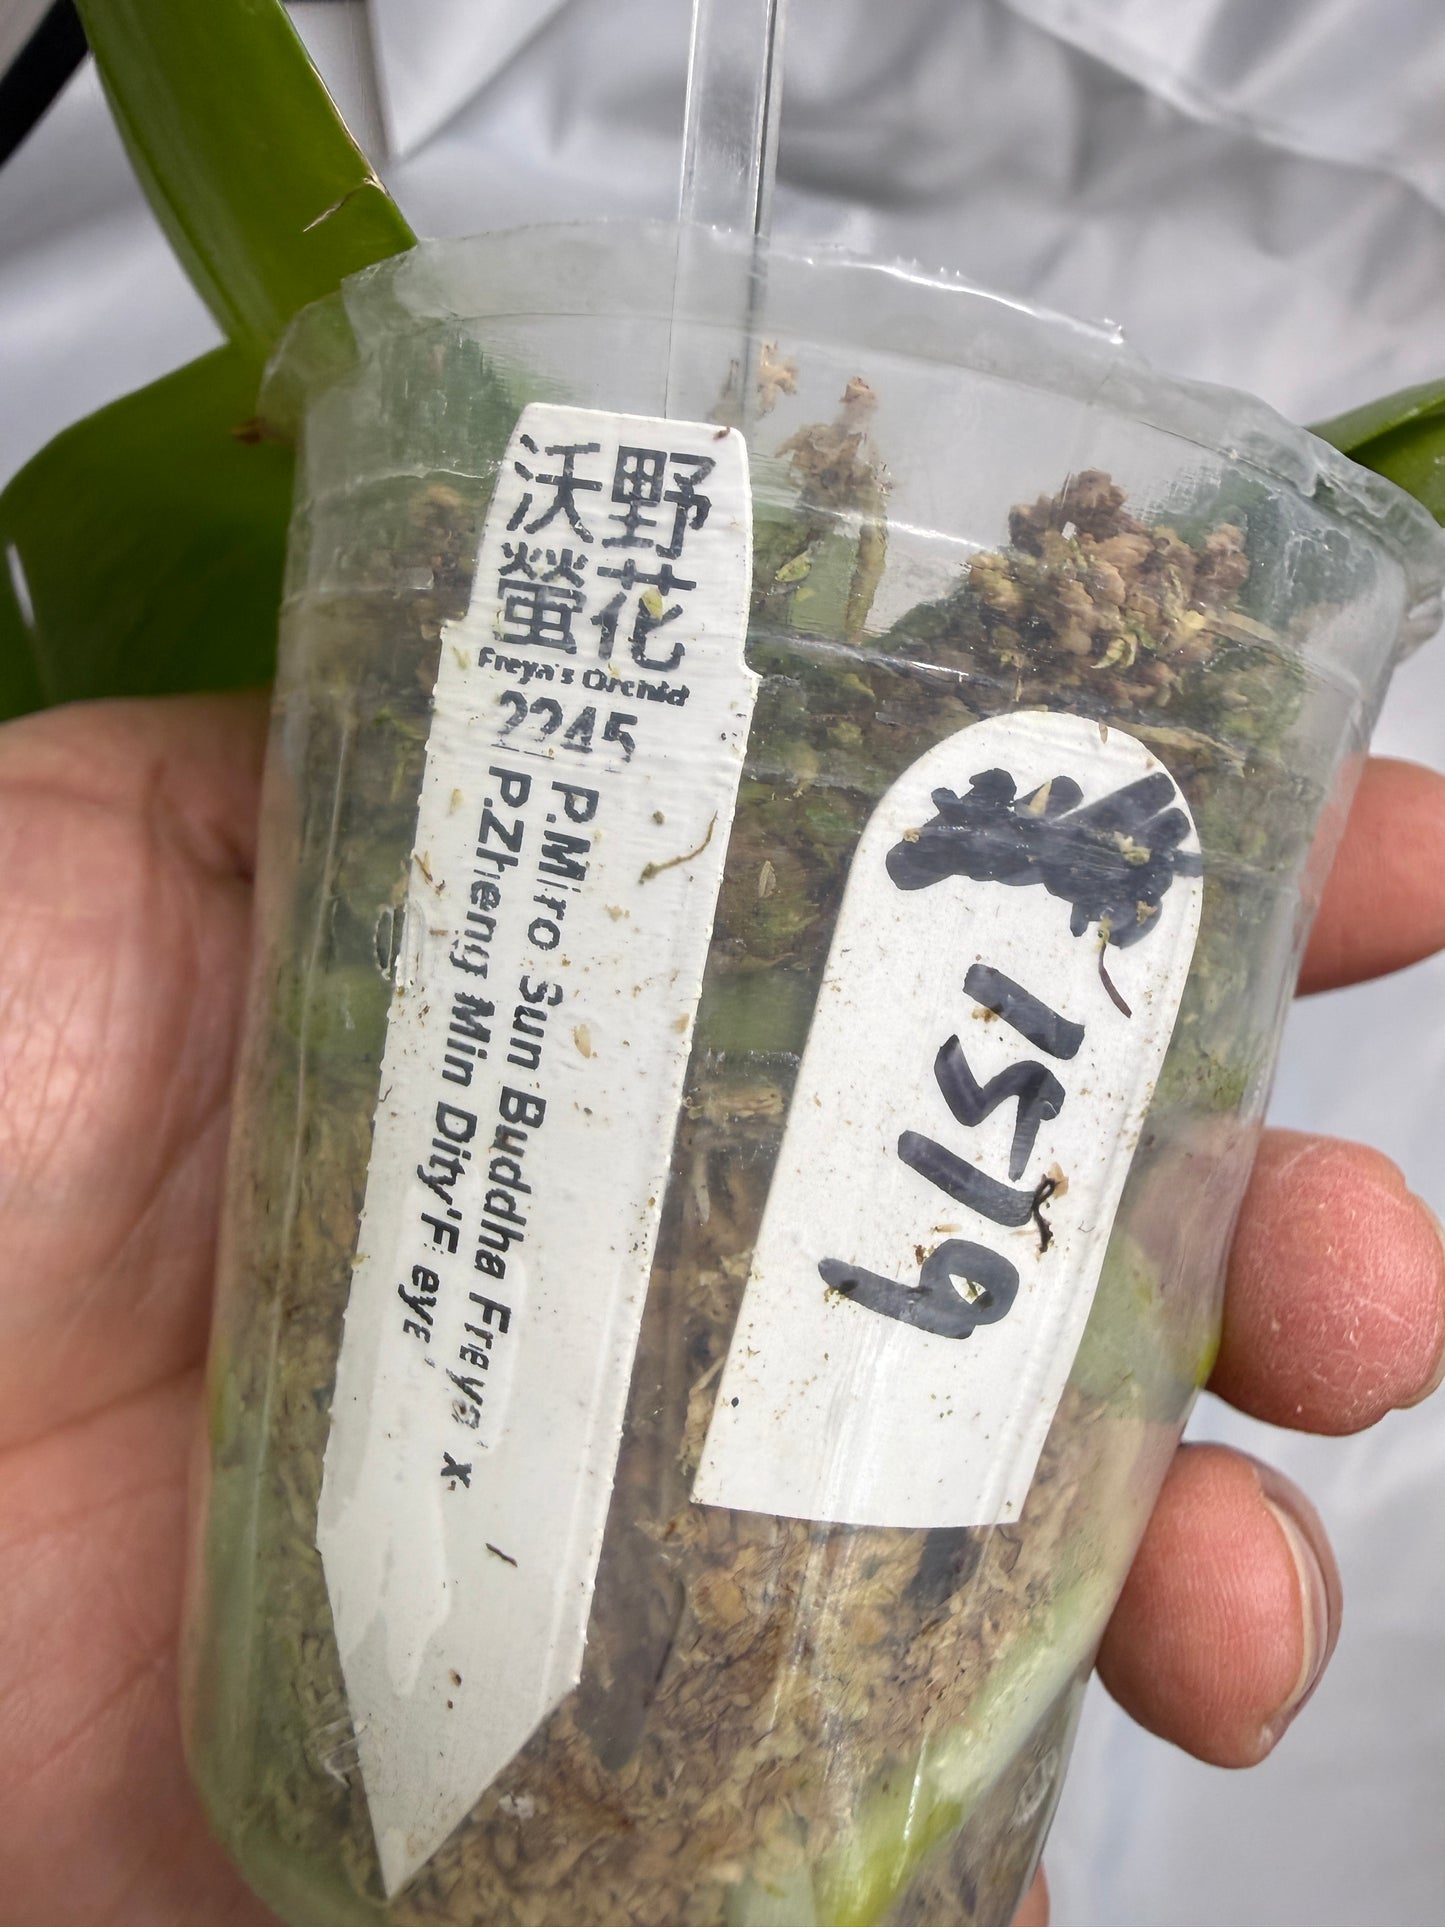 沃野
螢花
Freya's Orchid
2245
P.Miro Sun Buddha Freya' x
P.Zheng Min Dity'F eye'
1519